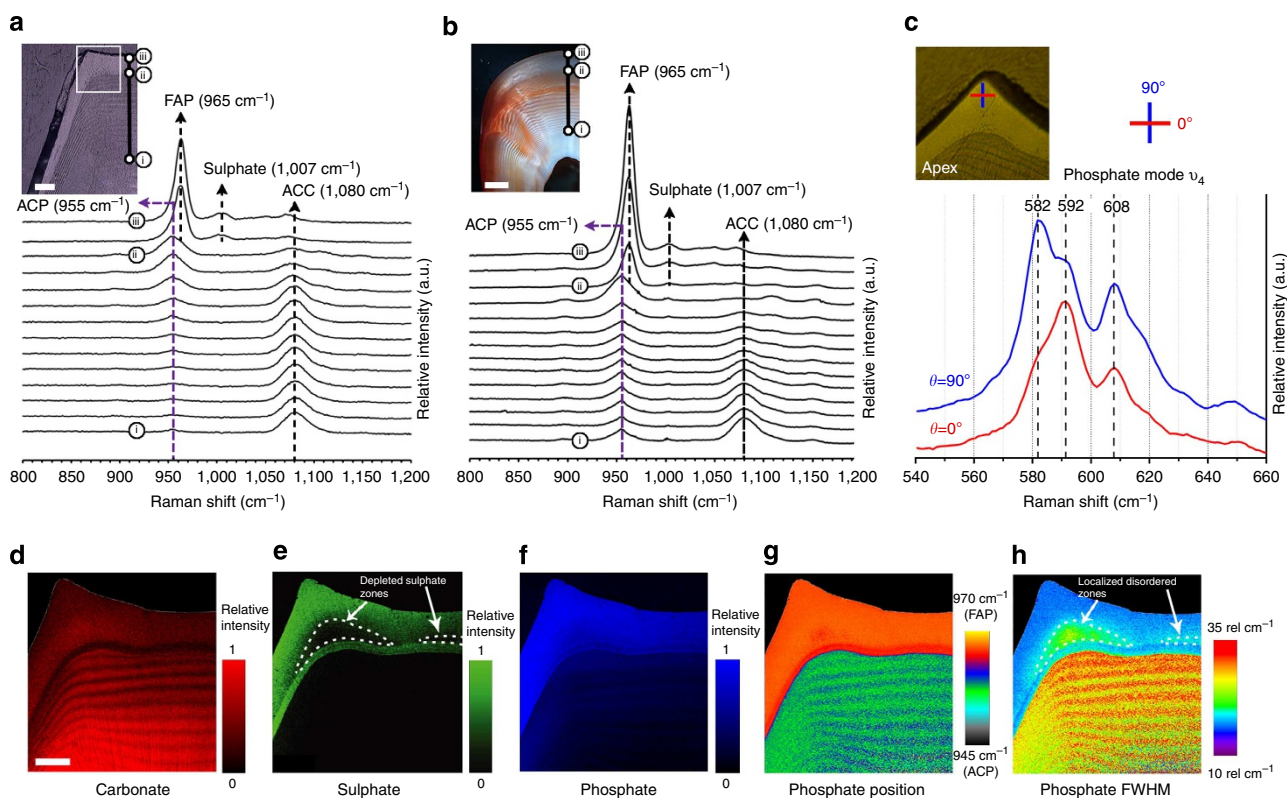 a
iii
ii
i
FAP (965 cm–1)
Sulphate (1,007 cm–1)
ACC (1,080 cm–1)
ACP (955 cm–1)
iii
ii
i
800 850 900 950 1,000 1,050 1,100 1,150 1,200
Raman shift (cm–1)
Relative intensity (a.u.)
b
iii
ii
i
FAP (965 cm–1)
Sulphate (1,007 cm–1)
ACP (955 cm–1)
ACC (1,080 cm–1)
iii
ii
i
800 850 900 950 1,000 1,050 1,100 1,150 1,200
Raman shift (cm–1)
Relative intensity (a.u.)
c
Apex
90°
0°
Phosphate mode υ4
582 592 608
θ=90°
θ=0°
540 560 580 600 620 640 660
Raman shift (cm–1)
Relative intensity (a.u.)
d
Relative
intensity
1
0
Carbonate
e
Depleted sulphate
zones
Relative
intensity
1
0
Sulphate
f
Relative
intensity
1
0
Phosphate
g
970 cm–1
(FAP)
945 cm–1
(ACP)
Phosphate position
h
Localized disordered
zones
35 rel cm–1
10 rel cm–1
Phosphate FWHM